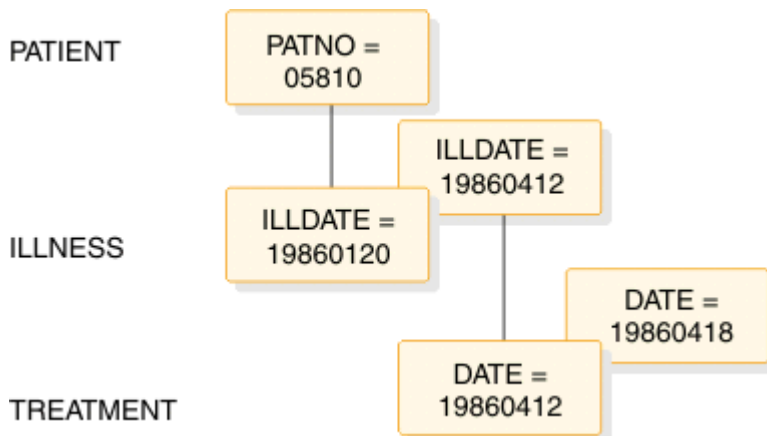 PATIENT
PATNO =
05810
ILLDATE =
19860412
ILLNESS
ILLDATE =
19860120
DATE =
19860418
TREATMENT
DATE =
19860412